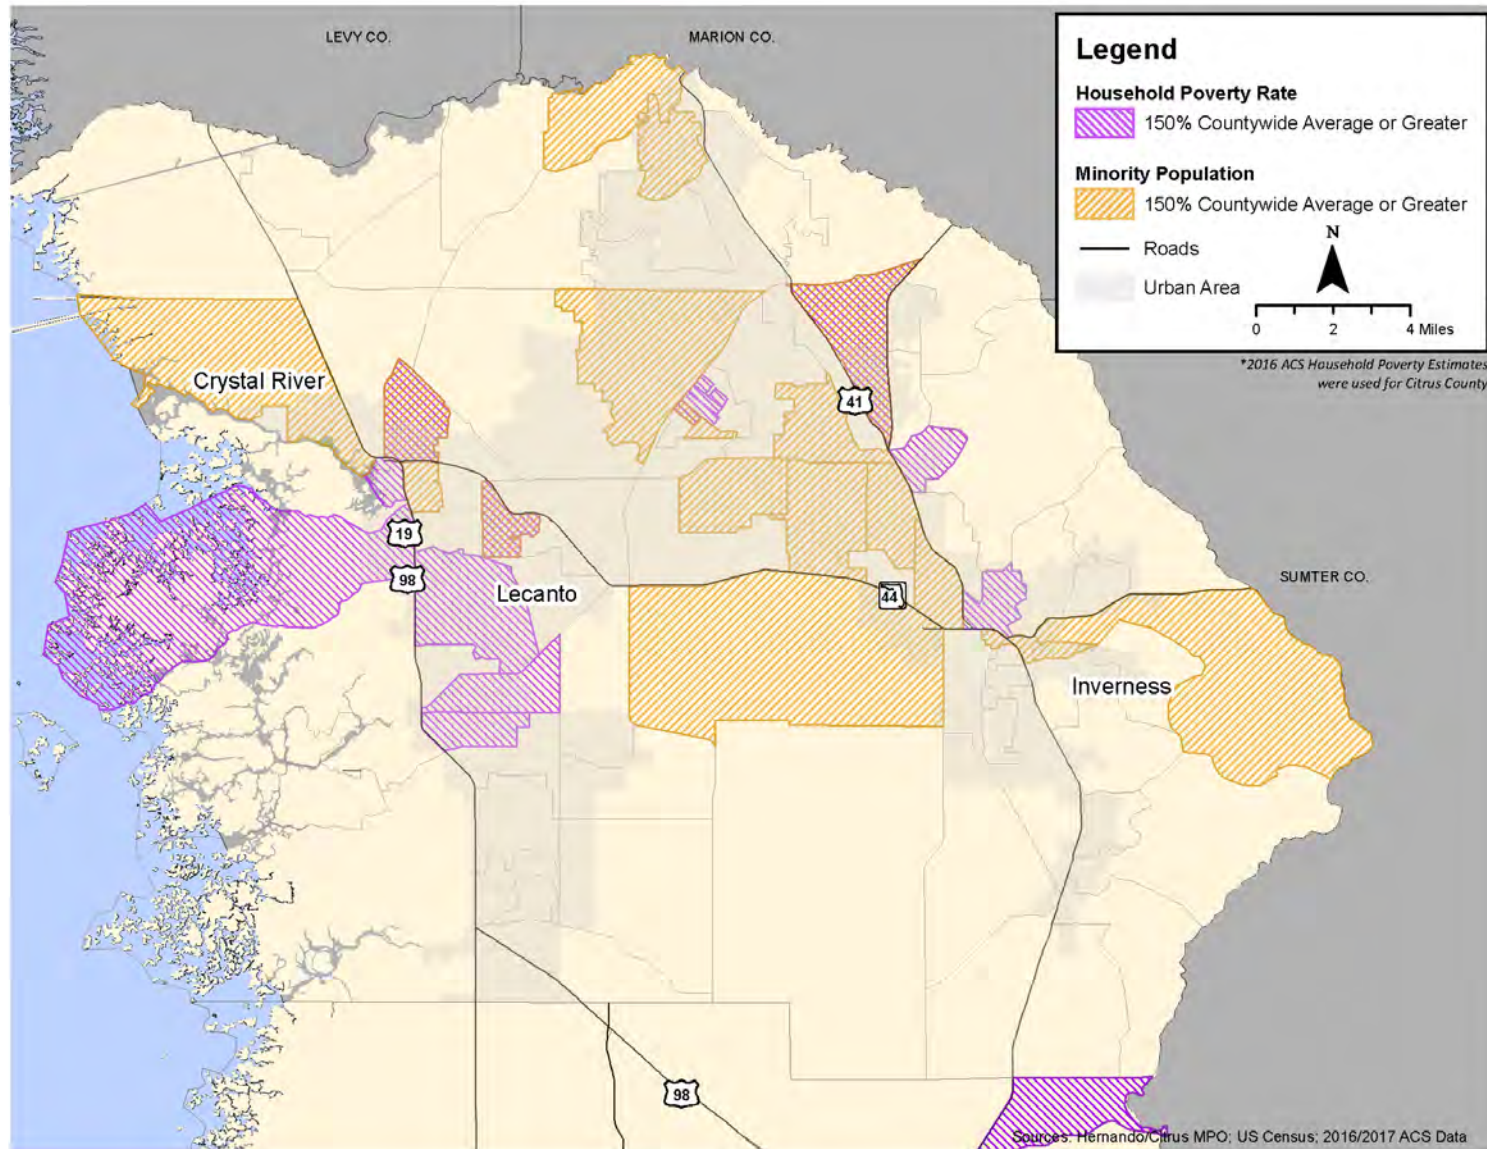 LEVY CO.
MARION CO.
Legend
Household Poverty Rate
150% Countywide Average or Greater
Minority Population
150% Countywide Average or Greater
Roads
Urban Area
N
0 2 4 Miles
*2016 ACS Household Poverty Estimates
were used for Citrus County
Crystal River
41
19
98
Lecanto
44
SUMTER CO.
Inverness
98
Sources: Hernando/Citrus MPO; US Census; 2016/2017 ACS Data